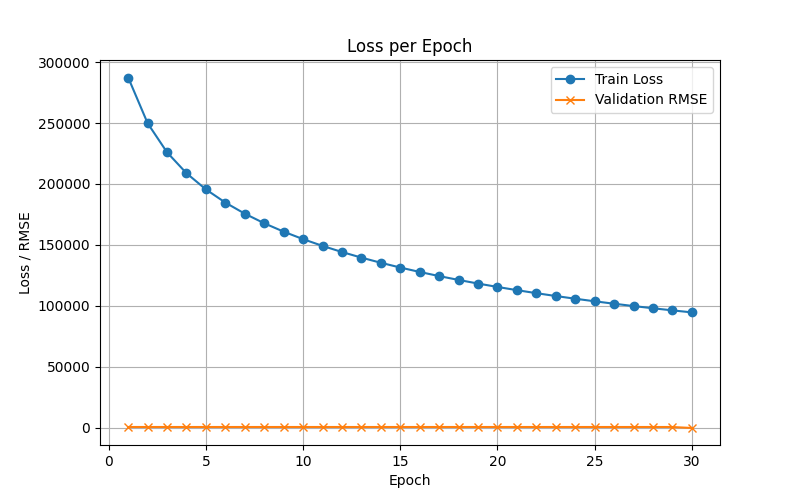 Loss per Epoch
Train Loss
Validation RMSE
Loss / RMSE
300000
250000
200000
150000
100000
50000
0
0 5 10 15 20 25 30
Epoch